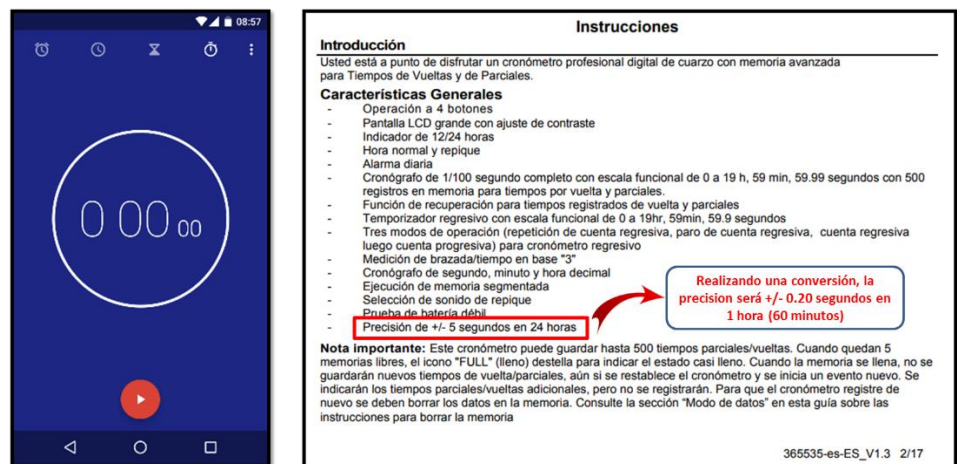 08:57
0 00 00
Instrucciones
Introducción
Usted está a punto de disfrutar un cronómetro profesional digital de cuarzo con memoria avanzada
para Tiempos de Vueltas y de Parciales.
Características Generales
- Operación a 4 botones
- Pantalla LCD grande con ajuste de contraste
- Indicador de 12/24 horas
- Hora normal y repique
- Alarma diaria
- Cronógrafo de 1/100 segundo completo con escala funcional de 0 a 19 h, 59 min, 59.99 segundos con 500
registros en memoria para tiempos por vuelta y parciales.
- Función de recuperación para tiempos registrados de vuelta y parciales
- Temporizador regresivo con escala funcional de 0 a 19hr, 59min, 59.9 segundos
- Tres modos de operación (repetición de cuenta regresiva, paro de cuenta regresiva, cuenta regresiva
luego cuenta progresiva) para cronómetro regresivo
- Medición de brazada/tiempo en base "3"
- Cronógrafo de segundo, minuto y hora decimal
- Ejecución de memoria segmentada
- Selección de sonido de repique
- Prueba de batería débil
- Precisión de +/- 5 segundos en 24 horas
Realizando una conversión, la
precision será +/- 0.20 segundos en
1 hora (60 minutos)
Nota importante: Este cronómetro puede guardar hasta 500 tiempos parciales/vueltas. Cuando quedan 5
memorias libres, el icono "FULL" (lleno) destella para indicar el estado casi lleno. Cuando la memoria se llena, no se
guardarán nuevos tiempos de vuelta/parciales, aún si se restablece el cronómetro y se inicia un evento nuevo. Se
indicarán los tiempos parciales/vueltas adicionales, pero no se registrarán. Para que el cronómetro registre de
nuevo se deben borrar los datos en la memoria. Consulte la sección "Modo de datos" en esta guía sobre las
instrucciones para borrar la memoria
365535-es-ES_V1.3 2/17